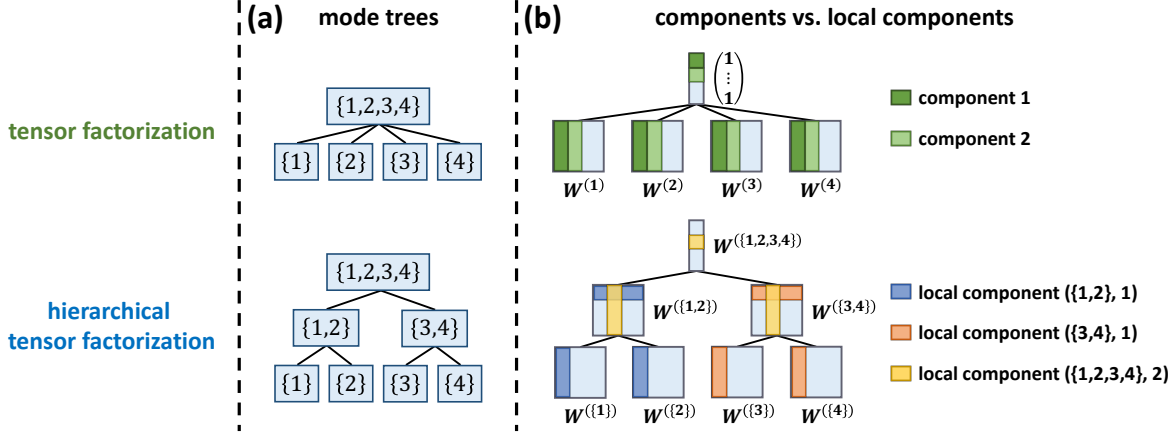 (a) mode trees
(b) components vs. local components
tensor factorization
{1,2,3,4}
{1} {2} {3} {4}
(1 ⋮ 1)
W^(1) W^(2) W^(3) W^(4)
component 1
component 2
hierarchical
tensor factorization
{1,2,3,4}
{1,2} {3,4}
{1} {2} {3} {4}
W^({1,2,3,4})
W^({1,2}) W^({3,4})
W^({1}) W^({2}) W^({3}) W^({4})
local component ({1,2}, 1)
local component ({3,4}, 1)
local component ({1,2,3,4}, 2)